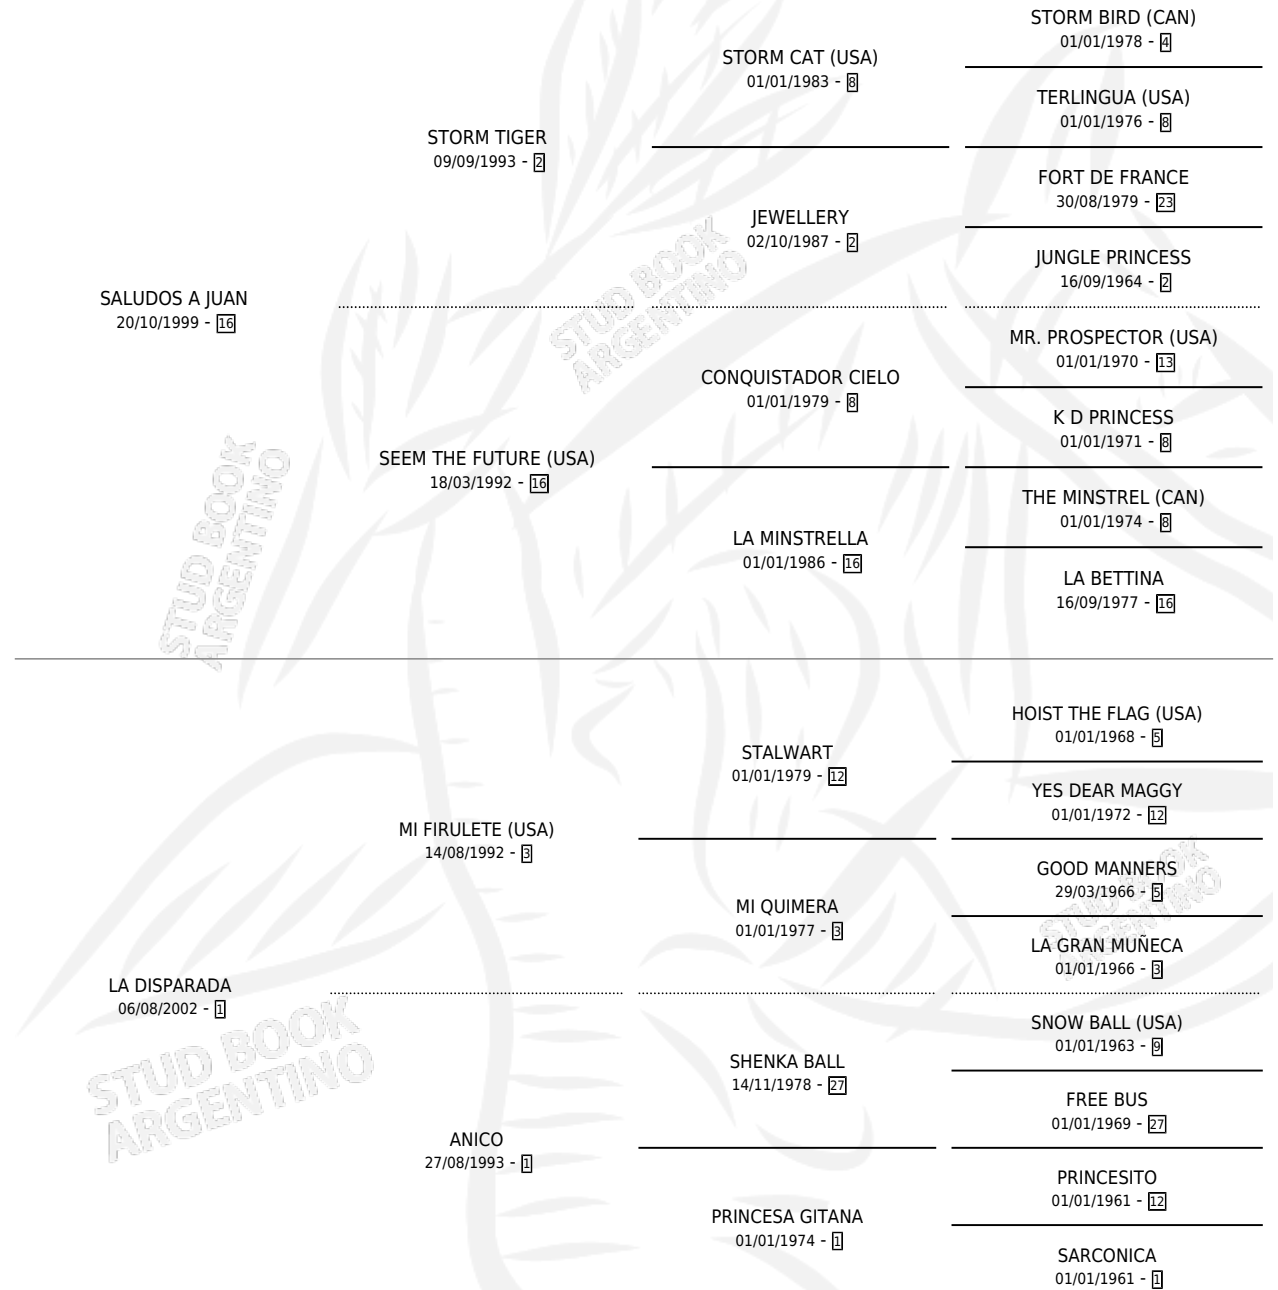 STORM BIRD (CAN)
01/01/1978 - 4
STORM CAT (USA)
01/01/1983 - 8
TERLINGUA (USA)
01/01/1976 - 8
STORM TIGER
09/09/1993 - 2
FORT DE FRANCE
30/08/1979 - 23
JEWELLERY
02/10/1987 - 2
JUNGLE PRINCESS
16/09/1964 - 2
SALUDOS A JUAN
20/10/1999 - 16
MR. PROSPECTOR (USA)
01/01/1970 - 13
CONQUISTADOR CIELO
01/01/1979 - 8
K D PRINCESS
01/01/1971 - 8
SEEM THE FUTURE (USA)
18/03/1992 - 16
THE MINSTREL (CAN)
01/01/1974 - 8
LA MINSTRELLA
01/01/1986 - 16
LA BETTINA
16/09/1977 - 16
HOIST THE FLAG (USA)
01/01/1968 - 5
STALWART
01/01/1979 - 12
YES DEAR MAGGY
01/01/1972 - 12
MI FIRULETE (USA)
14/08/1992 - 3
GOOD MANNERS
29/03/1966 - 5
MI QUIMERA
01/01/1977 - 3
LA GRAN MUÑECA
01/01/1966 - 3
LA DISPARADA
06/08/2002 - 1
SNOW BALL (USA)
01/01/1963 - 9
SHENKA BALL
14/11/1978 - 27
FREE BUS
01/01/1969 - 27
ANICO
27/08/1993 - 1
PRINCESITO
01/01/1961 - 12
PRINCESA GITANA
01/01/1974 - 1
SARCONICA
01/01/1961 - 1
STUD BOOK
ARGENTINO
STUD BOOK
ARGENTINO
STUD BOOK
ARGENTINO
STUD BOOK
ARGENTINO